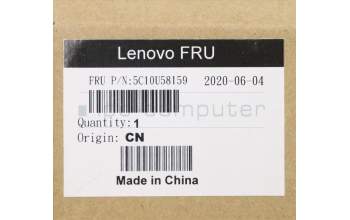 Lenovo FRU
FRU P/N:5C10U58159 2020-06-04
Quantity:1
Origin: CN
Made in China